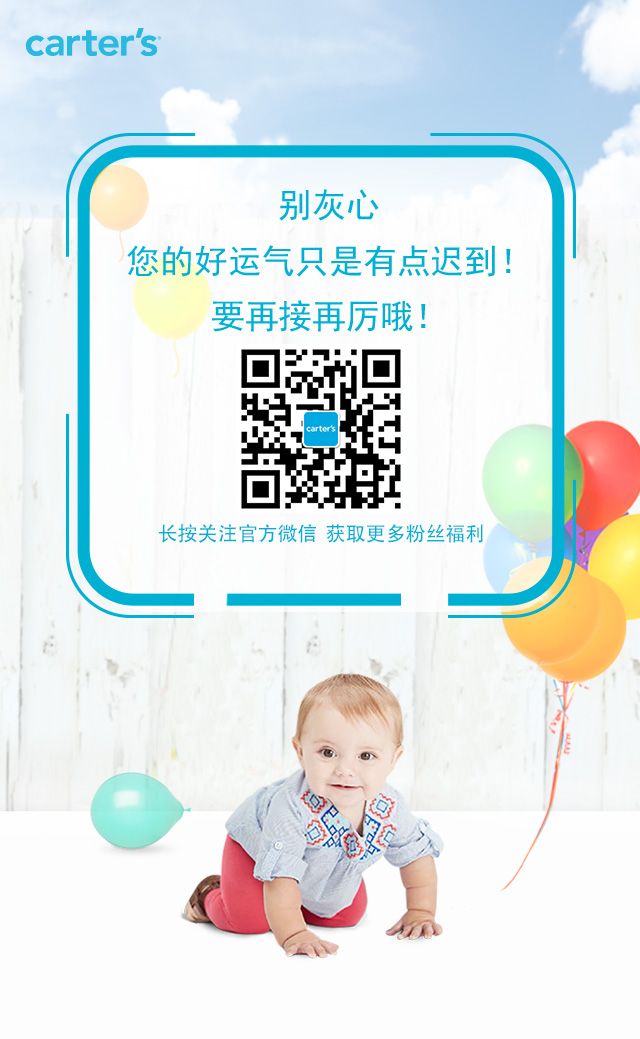 carter's
别灰心
您的好运气只是有点迟到！
要再接再厉哦！
carter's
长按关注官方微信 获取更多粉丝福利